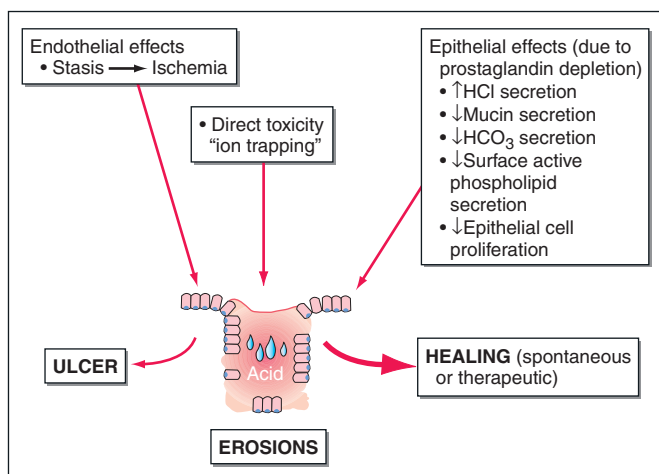 Endothelial effects
• Stasis → Ischemia
• Direct toxicity
“ion trapping”
Epithelial effects (due to
prostaglandin depletion)
• ↑HCl secretion
• ↓Mucin secretion
• ↓HCO₃ secretion
• ↓Surface active
phospholipid
secretion
• ↓Epithelial cell
proliferation
Acid
ULCER
HEALING (spontaneous
or therapeutic)
EROSIONS